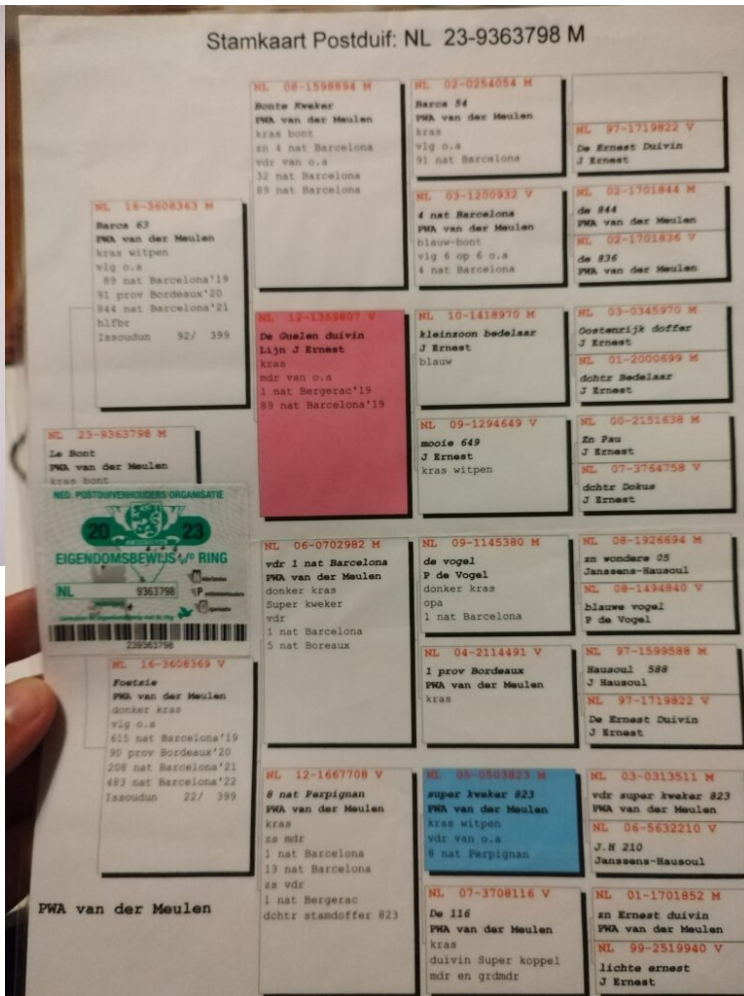 Stamkaart Postduif: NL 23-9363798 M
NL 23-9363798 M
Le Bont
PWA van der Meulen
kras bont
NED. POSTDUIVENHOUDERS ORGANISATIE
20 23
EIGENDOMSBEWIJS v/d RING
NL 9363798
239363798
NL 16-3608363 M
Barca 63
PWA van der Meulen
kras witpen
vlg o.a
89 nat Barcelona'19
91 prov Bordeaux'20
844 nat Barcelona'21
hlfbr
Issoudun 92/ 399
NL 16-3608369 V
Foetsie
PWA van der Meulen
donker kras
vlg o.a
615 nat Barcelona'19
90 prov Bordeaux'20
208 nat Barcelona'21
483 nat Barcelona'22
Issoudun 22/ 399
PWA van der Meulen
NL 08-1598894 M
Bonte Kweker
PWA van der Meulen
kras bont
zn 4 nat Barcelona
vdr van o.a
32 nat Barcelona
89 nat Barcelona
NL 12-1369807 V
De Guelen duivin
Lijn J Ernest
kras
mdr van o.a
1 nat Bergerac'19
89 nat Barcelona'19
NL 06-0702982 M
vdr 1 nat Barcelona
PWA van der Meulen
donker kras
Super kweker
vdr
1 nat Barcelona
5 nat Boreaux
NL 12-1667708 V
8 nat Perpignan
PWA van der Meulen
kras
zs mdr
1 nat Barcelona
13 nat Barcelona
zs vdr
1 nat Bergerac
dchtr stamdoffer 823
NL 02-0254054 M
Barca 54
PWA van der Meulen
kras
vlg o.a
91 nat Barcelona
NL 03-1200932 V
4 nat Barcelona
PWA van der Meulen
blauw-bont
vlg 6 op 6 o.a
4 nat Barcelona
NL 10-1418970 M
kleinzoon bedelaar
J Ernest
blauw
NL 09-1294649 V
mooie 649
J Ernest
kras witpen
NL 09-1145380 M
de vogel
P de Vogel
donker kras
opa
1 nat Barcelona
NL 04-2114491 V
1 prov Bordeaux
PWA van der Meulen
kras
NL 05-0503823 M
super kweker 823
PWA van der Meulen
kras witpen
vdr van o.a
8 nat Perpignan
NL 07-3708116 V
De 116
PWA van der Meulen
kras
duivin Super koppel
mdr en grdmdr
NL 97-1719822 V
De Ernest Duivin
J Ernest
NL 02-1701844 M
de 844
PWA van der Meulen
NL 02-1701836 V
de 836
PWA van der Meulen
NL 03-0345970 M
Oostenrijk doffer
J Ernest
NL 01-2000699 M
dchtr Bedelaar
J Ernest
NL 00-2151638 M
Zn Pau
J Ernest
NL 07-3764758 V
dchtr Dokus
J Ernest
NL 08-1926694 M
zn wondere 05
Janssens-Hausoul
NL 08-1494840 V
blauwe vogel
P de Vogel
NL 97-1599588 M
Hausoul 588
J Hausoul
NL 97-1719822 V
De Ernest Duivin
J Ernest
NL 03-0313511 M
vdr super kweker 823
PWA van der Meulen
NL 06-5632210 V
J.H 210
Janssens-Hausoul
NL 01-1701852 M
zn Ernest duivin
PWA van der Meulen
NL 99-2519940 V
lichte ernest
J Ernest